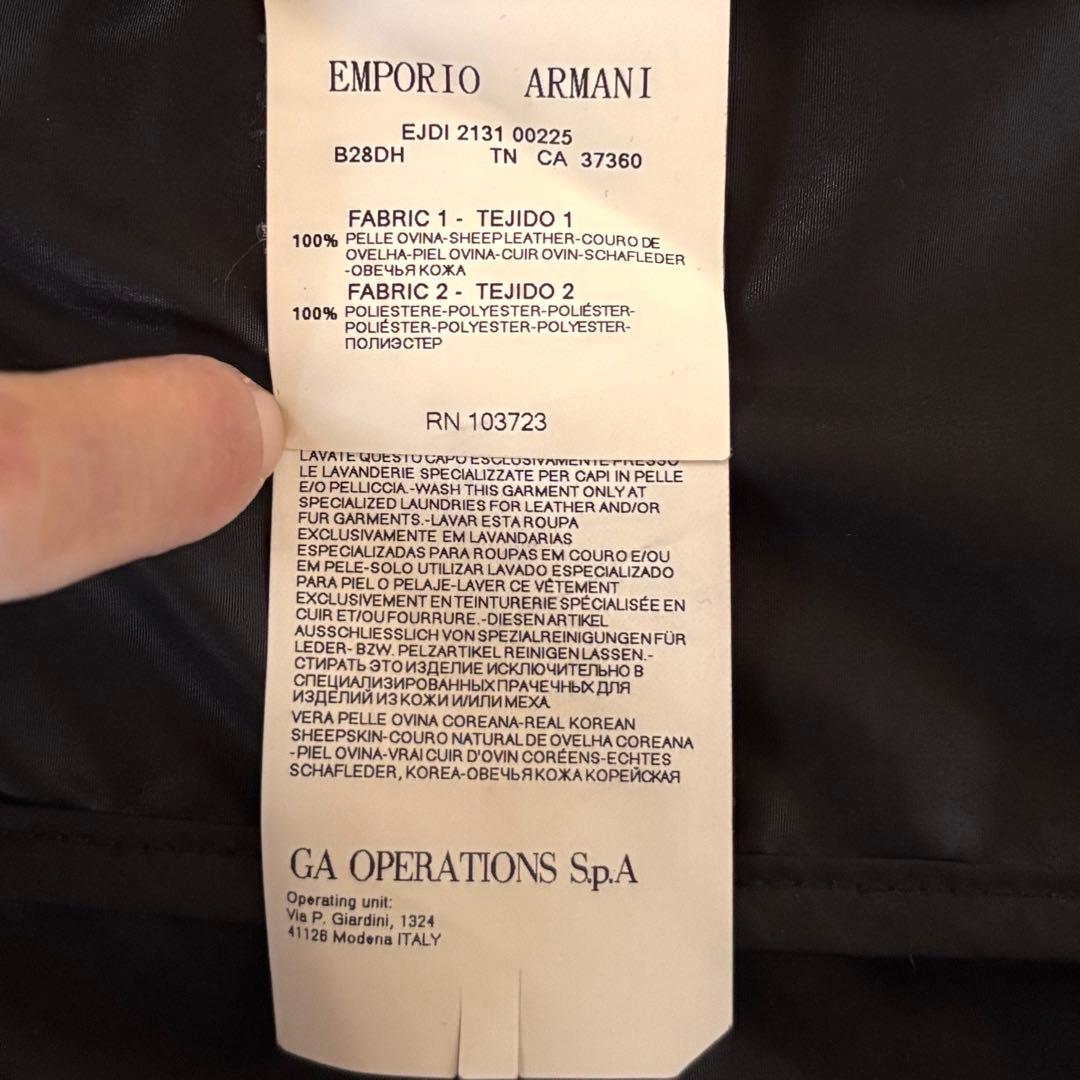 EMPORIO ARMANI
EJDI 2131 00225
B28DH TN CA 37360
FABRIC 1 - TEJIDO 1
100% PELLE OVINA-SHEEP LEATHER-COURO DE
OVELHA-PIEL OVINA-CUIR OVIN-SCHAFLEDER
-ОВЕЧЬЯ КОЖА
FABRIC 2 - TEJIDO 2
100% POLIESTERE-POLYESTER-POLIÉSTER-
POLIÉSTER-POLYESTER-POLYESTER-
ПОЛИЭСТЕР
RN 103723
LAVATE QUESTO CAPO ESCLUSIVAMENTE PRESSO
LE LAVANDERIE SPECIALIZZATE PER CAPI IN PELLE
E/O PELLICCIA.-WASH THIS GARMENT ONLY AT
SPECIALIZED LAUNDRIES FOR LEATHER AND/OR
FUR GARMENTS.-LAVAR ESTA ROUPA
EXCLUSIVAMENTE EM LAVANDARIAS
ESPECIALIZADAS PARA ROUPAS EM COURO E/OU
EM PELE-SOLO UTILIZAR LAVADO ESPECIALIZADO
PARA PIEL O PELAJE-LAVER CE VÊTEMENT
EXCLUSIVEMENT EN TEINTURERIE SPÉCIALISÉE EN
CUIR ET/OU FOURRURE.-DIESEN ARTIKEL
AUSSCHLIESSLICH VON SPEZIALREINIGUNGEN FÜR
LEDER- BZW. PELZARTIKEL REINIGEN LASSEN.-
СТИРАТЬ ЭТО ИЗДЕЛИЕ ИСКЛЮЧИТЕЛЬНО В
СПЕЦИАЛИЗИРОВАННЫХ ПРАЧЕЧНЫХ ДЛЯ
ИЗДЕЛИЙ ИЗ КОЖИ И/ИЛИ МЕХА
VERA PELLE OVINA COREANA-REAL KOREAN
SHEEPSKIN-COURO NATURAL DE OVELHA COREANA
-PIEL OVINA-VRAI CUIR D'OVIN CORÉENS-ECHTES
SCHAFLEDER, KOREA-ОВЕЧЬЯ КОЖА КОРЕЙСКАЯ
GA OPERATIONS S.p.A
Operating unit:
Via P. Giardini, 1324
41126 Modena ITALY